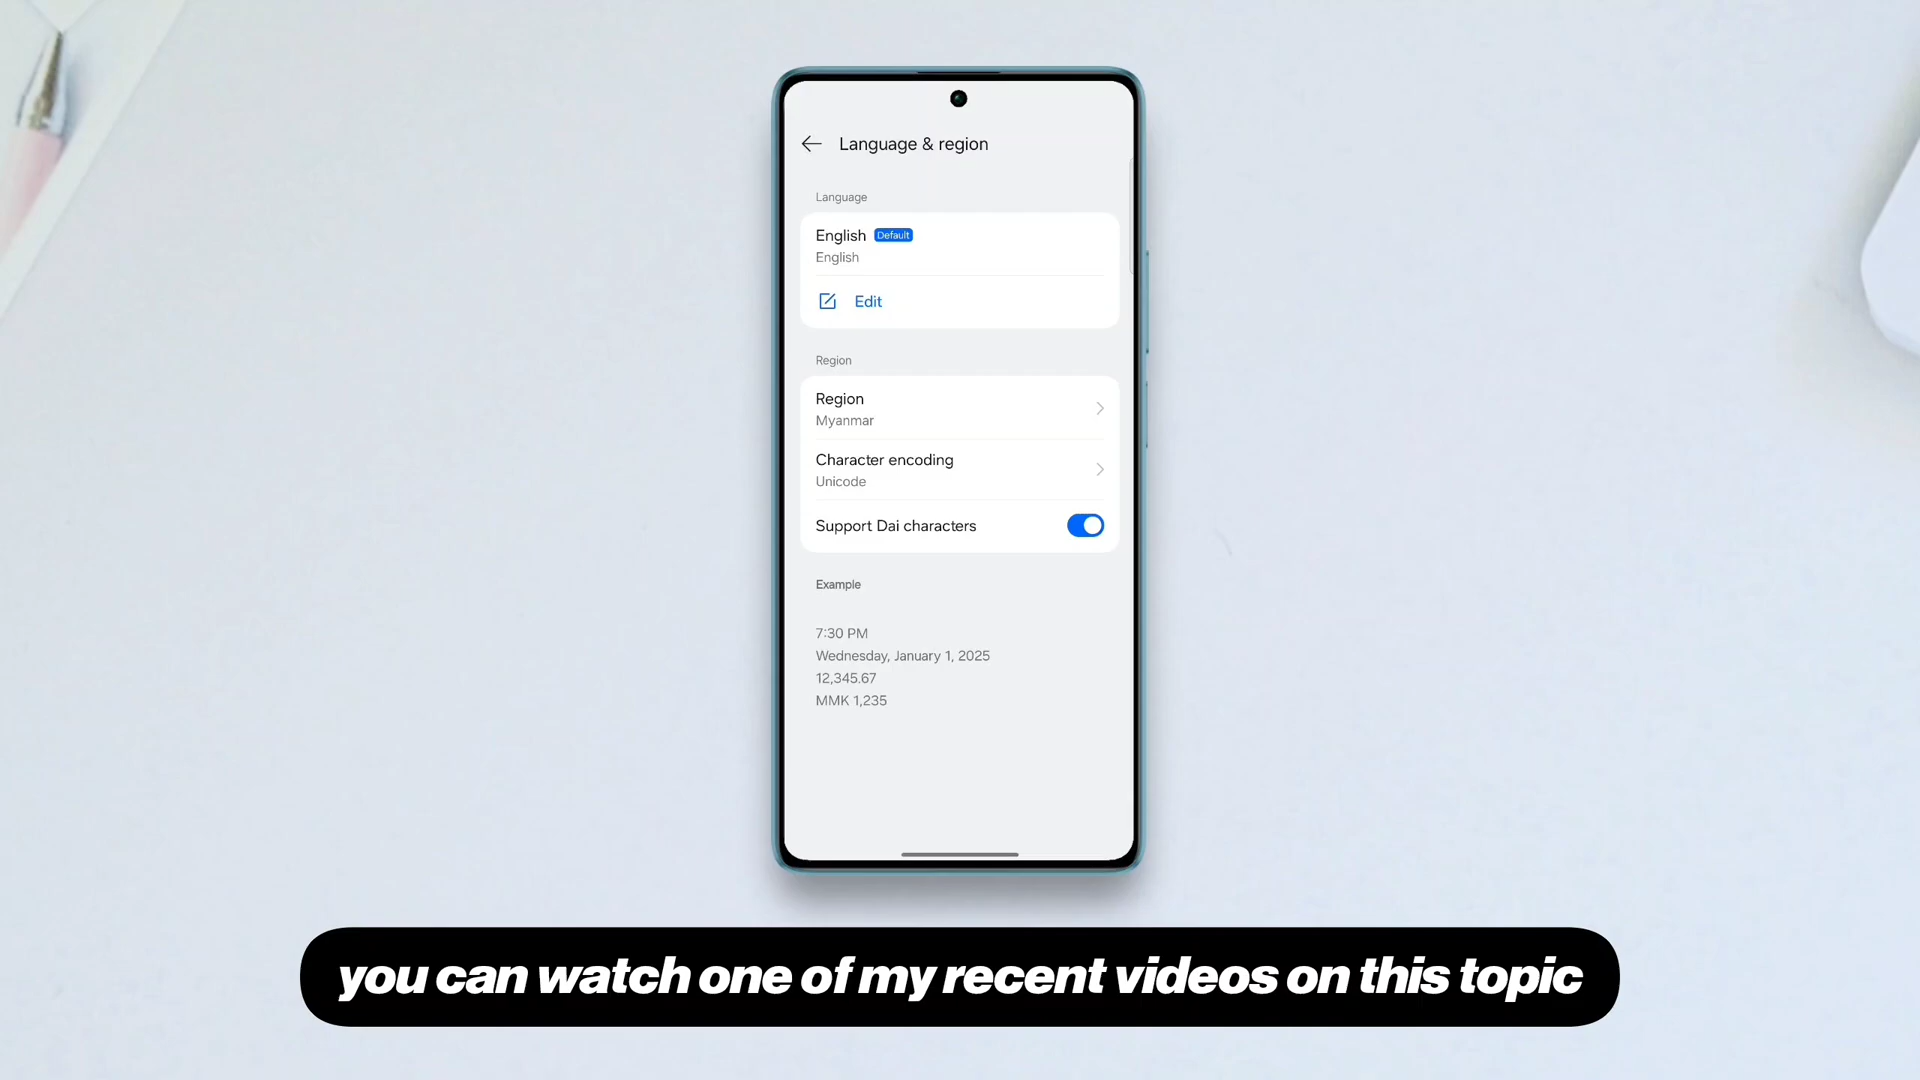 Language & region
Language
English Default
English
Edit
Region
Region
Myanmar
Character encoding
Unicode
Support Dai characters
Example
7:30 PM
Wednesday, January 1, 2025
12,345.67
MMK 1,235
you can watch one of my recent videos on this topic